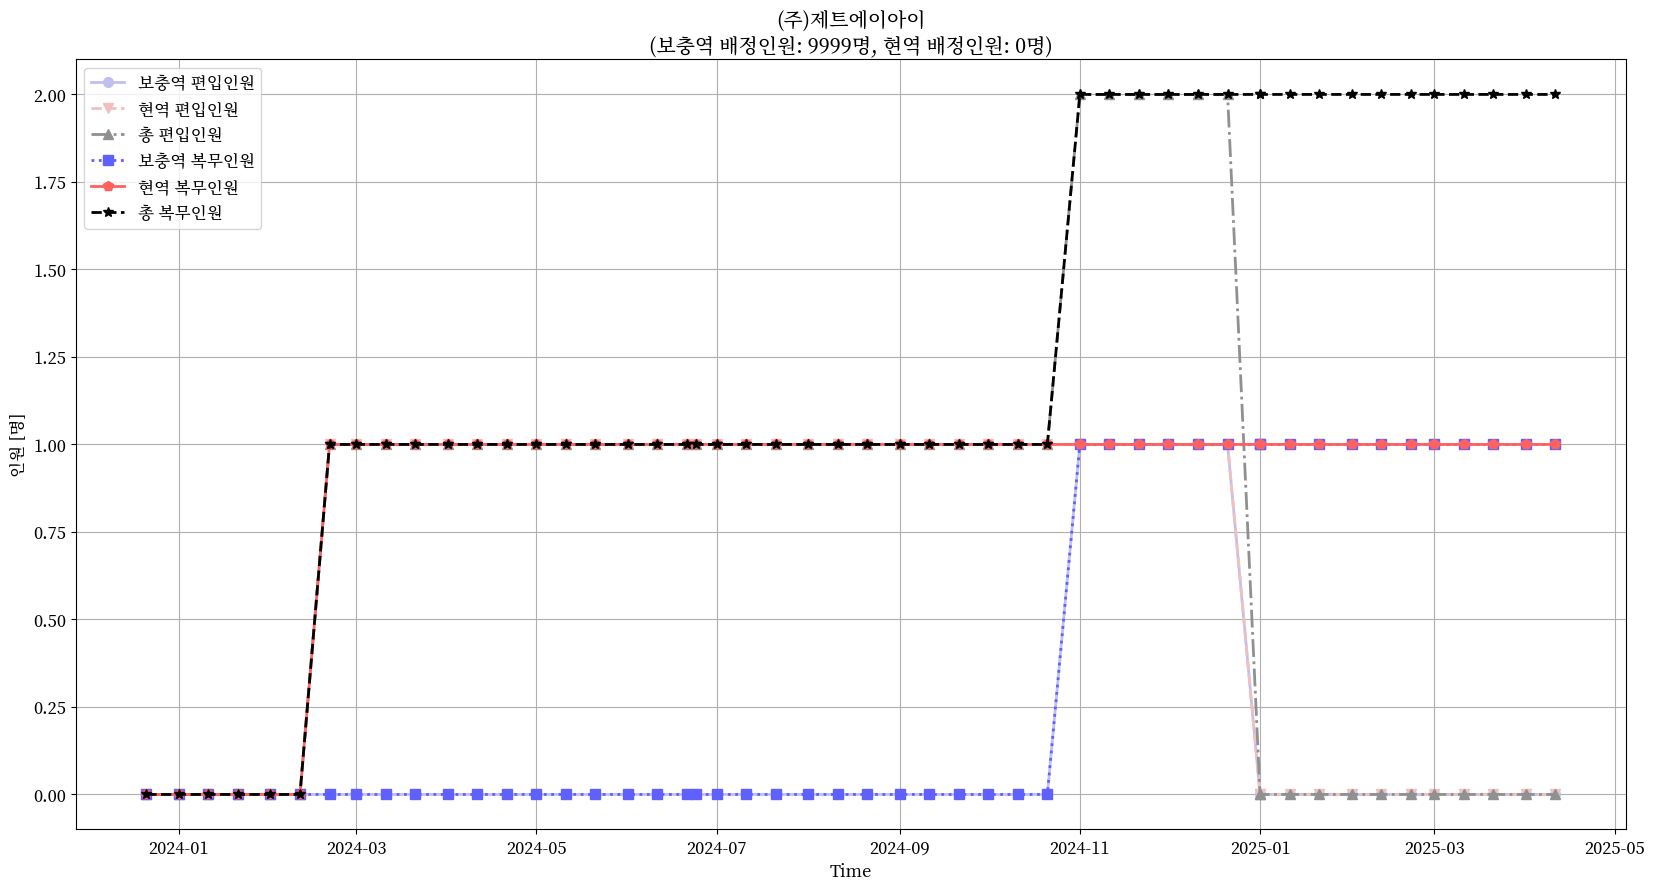 (주)제트에이아이
(보충역 배정인원: 9999명, 현역 배정인원: 0명)
보충역 편입인원
현역 편입인원
총 편입인원
보충역 복무인원
현역 복무인원
총 복무인원
2.00
1.75
1.50
1.25
1.00
0.75
0.50
0.25
0.00
인원 [명]
2024-01 2024-03 2024-05 2024-07 2024-09 2024-11 2025-01 2025-03 2025-05
Time